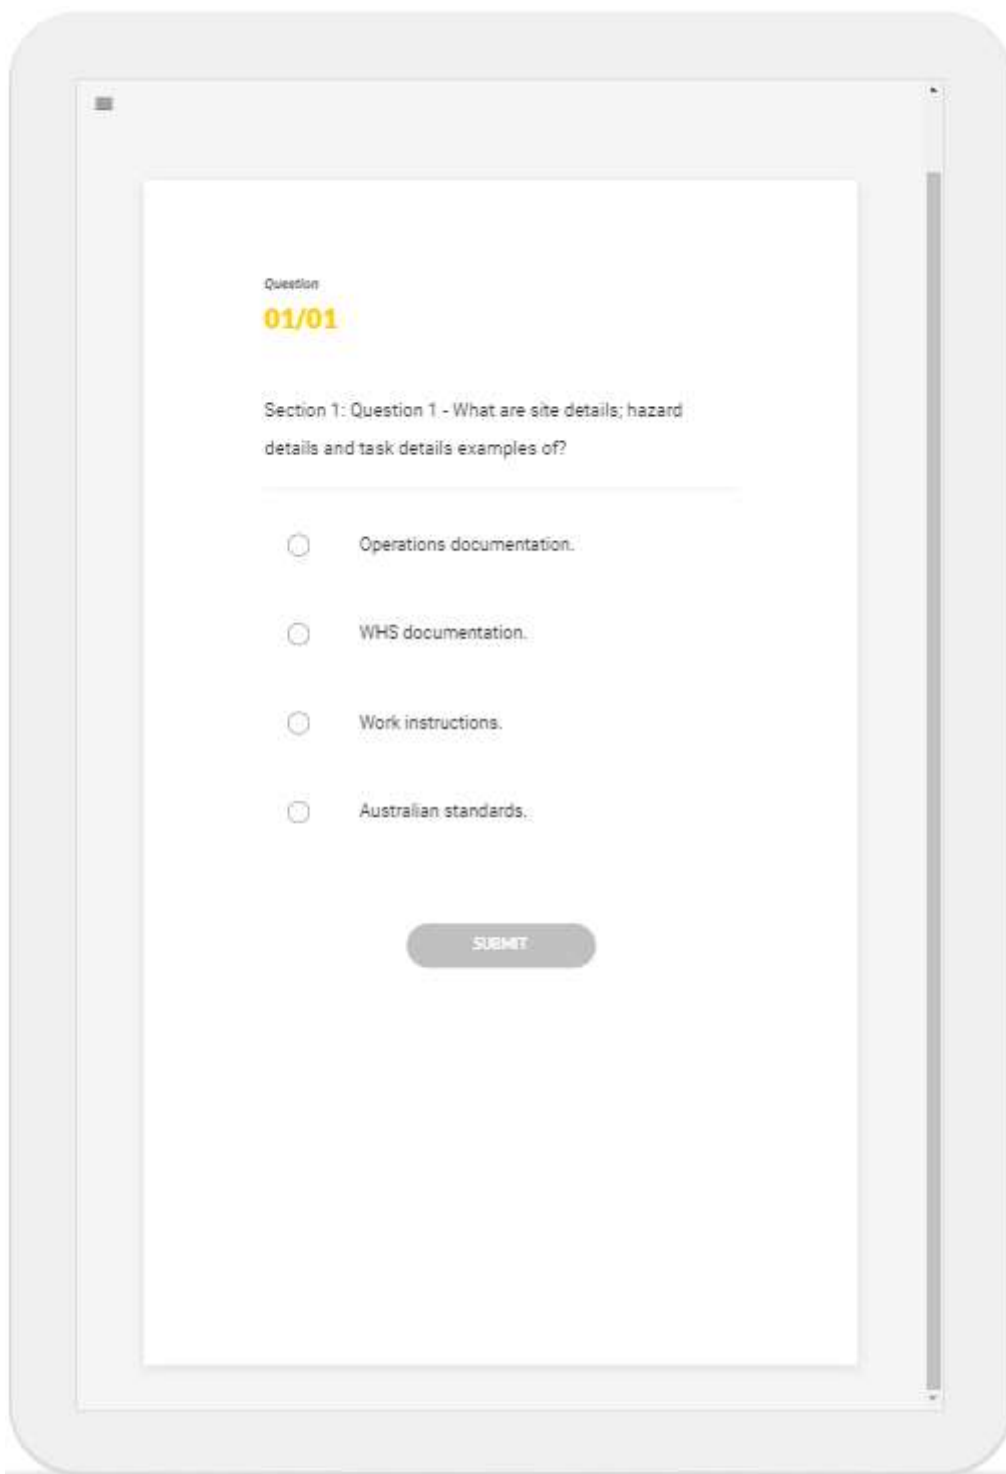 Question
01/01
Section 1: Question 1 - What are site details; hazard
details and task details examples of?
Operations documentation.
WHS documentation.
Work instructions.
Australian standards.
SUBMIT